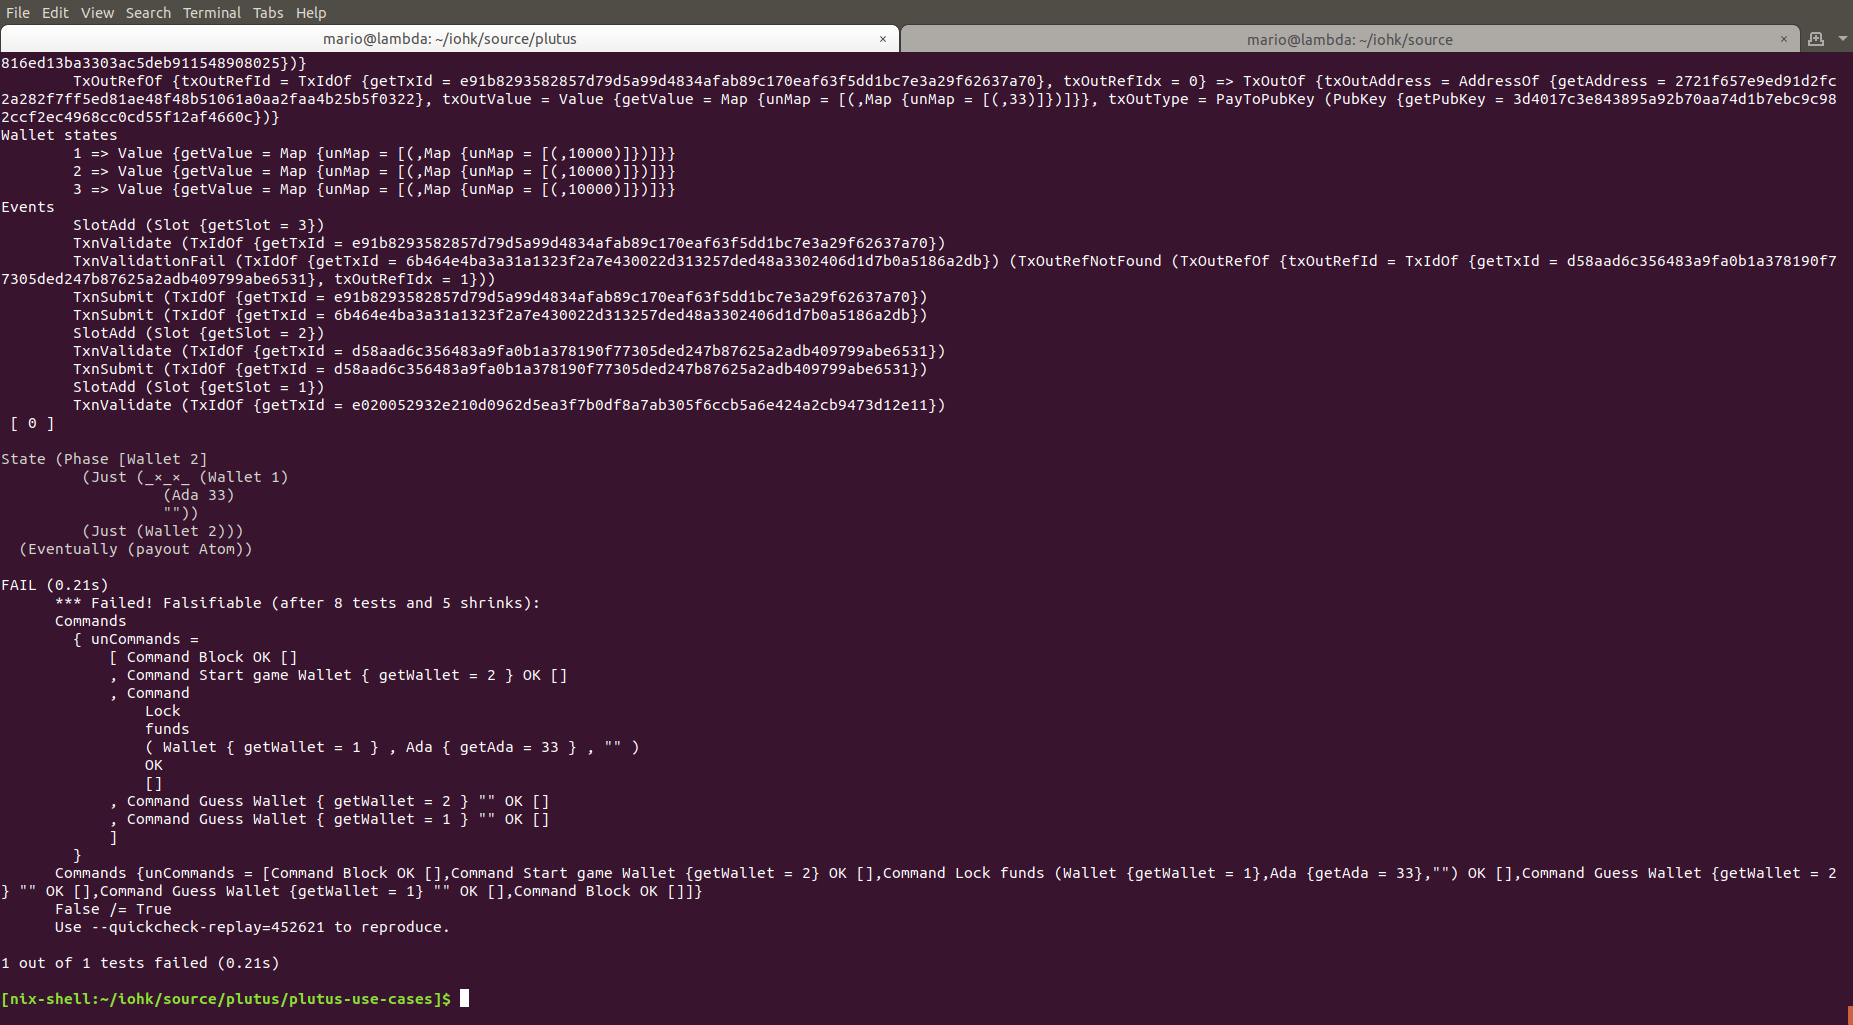 File Edit View Search Terminal Tabs Help
mario@lambda: ~/iohk/source/plutus × mario@lambda: ~/iohk/source ×
816ed13ba3303ac5deb911548908025})}
        TxOutRefOf {txOutRefId = TxIdOf {getTxId = e91b8293582857d79d5a99d4834afab89c170eaf63f5dd1bc7e3a29f62637a70}, txOutRefIdx = 0} => TxOutOf {txOutAddress = AddressOf {getAddress = 2721f657e9ed91d2fc
2a282f7ff5ed81ae48f48b51061a0aa2faa4b25b5f0322}, txOutValue = Value {getValue = Map {unMap = [(,Map {unMap = [(,33)]})]}}, txOutType = PayToPubKey (PubKey {getPubKey = 3d4017c3e843895a92b70aa74d1b7ebc9c98
2ccf2ec4968cc0cd55f12af4660c})}
Wallet states
        1 => Value {getValue = Map {unMap = [(,Map {unMap = [(,10000)]})]}}
        2 => Value {getValue = Map {unMap = [(,Map {unMap = [(,10000)]})]}}
        3 => Value {getValue = Map {unMap = [(,Map {unMap = [(,10000)]})]}}
Events
        SlotAdd (Slot {getSlot = 3})
        TxnValidate (TxIdOf {getTxId = e91b8293582857d79d5a99d4834afab89c170eaf63f5dd1bc7e3a29f62637a70})
        TxnValidationFail (TxIdOf {getTxId = 6b464e4ba3a31a1323f2a7e430022d313257ded48a3302406d1d7b0a5186a2db}) (TxOutRefNotFound (TxOutRefOf {txOutRefId = TxIdOf {getTxId = d58aad6c356483a9fa0b1a378190f7
7305ded247b87625a2adb409799abe6531}, txOutRefIdx = 1}))
        TxnSubmit (TxIdOf {getTxId = e91b8293582857d79d5a99d4834afab89c170eaf63f5dd1bc7e3a29f62637a70})
        TxnSubmit (TxIdOf {getTxId = 6b464e4ba3a31a1323f2a7e430022d313257ded48a3302406d1d7b0a5186a2db})
        SlotAdd (Slot {getSlot = 2})
        TxnValidate (TxIdOf {getTxId = d58aad6c356483a9fa0b1a378190f77305ded247b87625a2adb409799abe6531})
        TxnSubmit (TxIdOf {getTxId = d58aad6c356483a9fa0b1a378190f77305ded247b87625a2adb409799abe6531})
        SlotAdd (Slot {getSlot = 1})
        TxnValidate (TxIdOf {getTxId = e020052932e210d0962d5ea3f7b0df8a7ab305f6ccb5a6e424a2cb9473d12e11})
 [ 0 ]
State (Phase [Wallet 2]
         (Just (_×_×_ (Wallet 1)
                  (Ada 33)
                  ""))
         (Just (Wallet 2)))
  (Eventually (payout Atom))
FAIL (0.21s)
      *** Failed! Falsifiable (after 8 tests and 5 shrinks):
      Commands
        { unCommands =
            [ Command Block OK []
            , Command Start game Wallet { getWallet = 2 } OK []
            , Command
                Lock
                funds
                ( Wallet { getWallet = 1 } , Ada { getAda = 33 } , "" )
                OK
                []
            , Command Guess Wallet { getWallet = 2 } "" OK []
            , Command Guess Wallet { getWallet = 1 } "" OK []
            ]
        }
      Commands {unCommands = [Command Block OK [],Command Start game Wallet {getWallet = 2} OK [],Command Lock funds (Wallet {getWallet = 1},Ada {getAda = 33},"") OK [],Command Guess Wallet {getWallet = 2
} "" OK [],Command Guess Wallet {getWallet = 1} "" OK [],Command Block OK []]}
      False /= True
      Use --quickcheck-replay=452621 to reproduce.
1 out of 1 tests failed (0.21s)
[nix-shell:~/iohk/source/plutus/plutus-use-cases]$